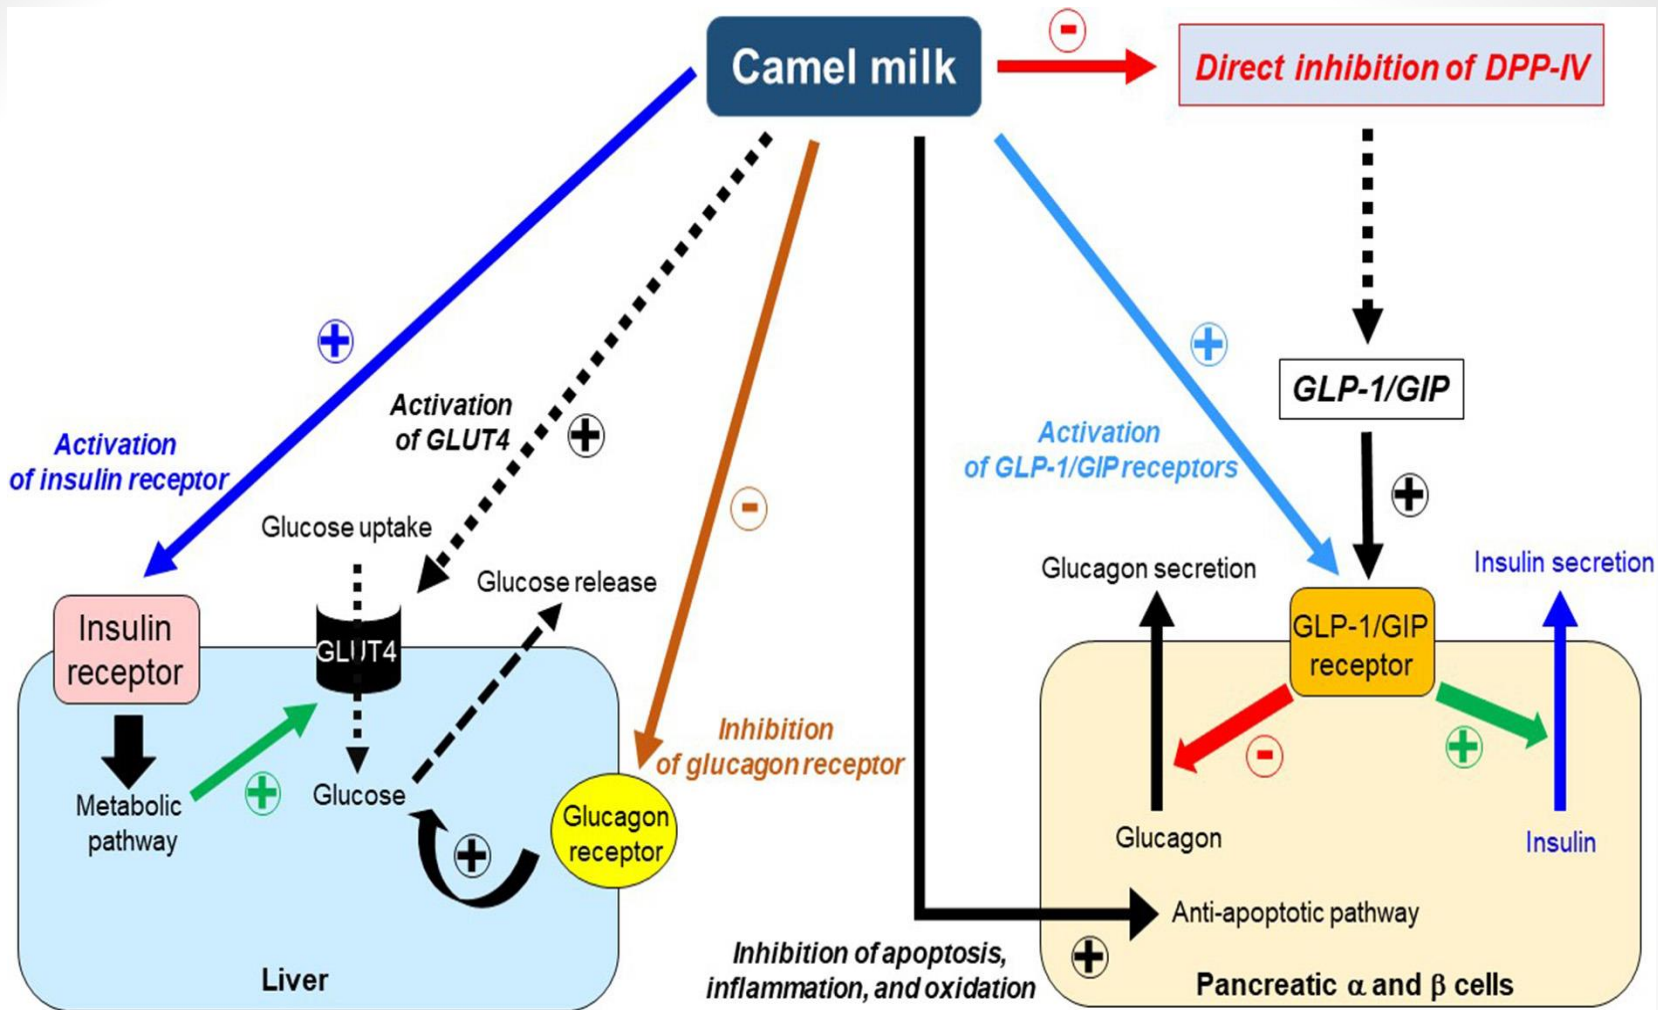 Camel milk
-
Direct inhibition of DPP-IV
+
Activation
of insulin receptor
Activation
of GLUT4
+
-
+
Activation
of GLP-1/GIP receptors
GLP-1/GIP
+
Glucose uptake
Glucose release
Insulin
receptor
GLUT4
Metabolic
pathway
+
Glucose
+
Glucagon
receptor
Inhibition
of glucagon receptor
Liver
Glucagon secretion
Insulin secretion
GLP-1/GIP
receptor
-
+
Glucagon
Insulin
Anti-apoptotic pathway
+
Inhibition of apoptosis,
inflammation, and oxidation
Pancreatic α and β cells